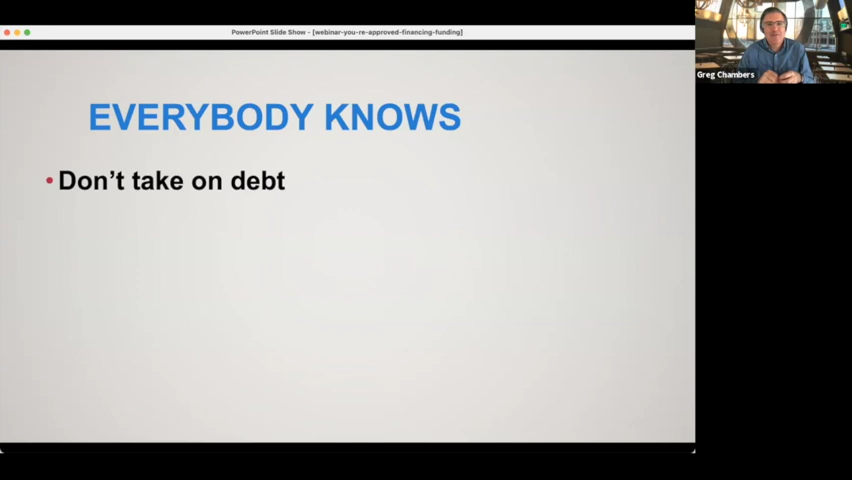 PowerPoint Slide Show - [webinar-you-re-approved-financing-funding]
Greg Chambers
EVERYBODY KNOWS
• Don't take on debt